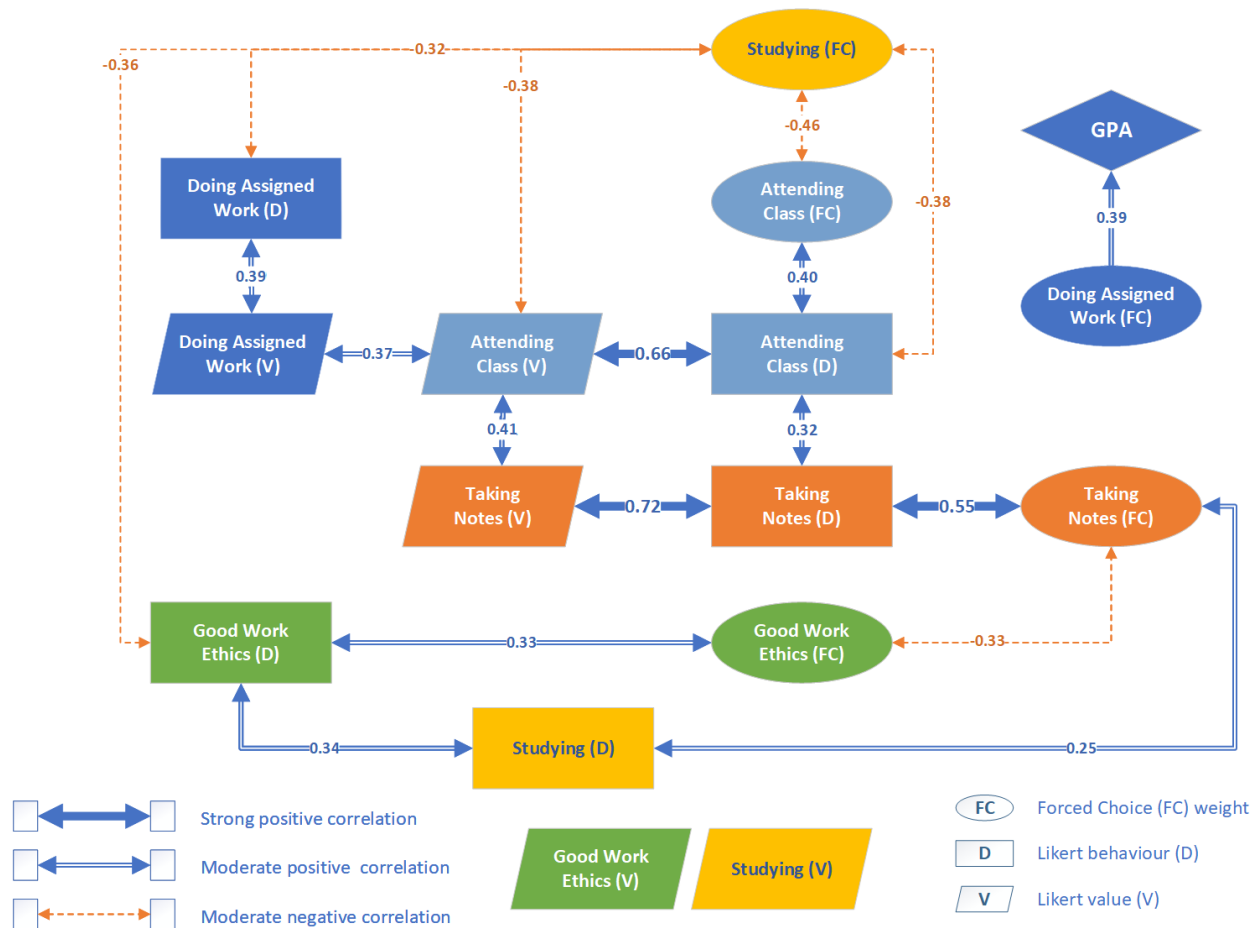 -0.32
Studying (FC)
-0.36
-0.38
-0.46
GPA
Doing Assigned
Work (D)
Attending
Class (FC)
-0.38
0.39
0.39
0.40
Doing Assigned
Work (FC)
Doing Assigned
Work (V)
0.37
Attending
Class (V)
0.66
Attending
Class (D)
0.41
0.32
Taking
Notes (V)
0.72
Taking
Notes (D)
0.55
Taking
Notes (FC)
Good Work
Ethics (D)
0.33
Good Work
Ethics (FC)
-0.33
0.34
Studying (D)
0.25
Strong positive correlation
Moderate positive correlation
Moderate negative correlation
Good Work
Ethics (V)
Studying (V)
FC Forced Choice (FC) weight
D Likert behaviour (D)
V Likert value (V)